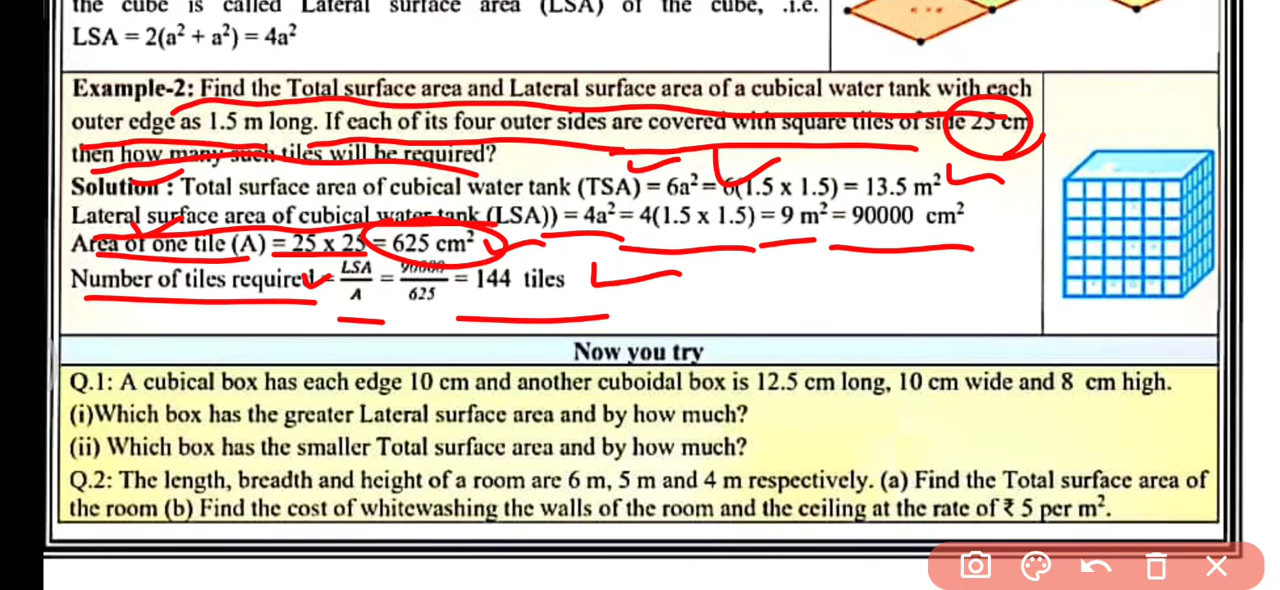 the cube is called Lateral surface area (LSA) of the cube, .i.e.
LSA = 2(a² + a²) = 4a²
Example-2: Find the Total surface area and Lateral surface area of a cubical water tank with each
outer edge as 1.5 m long. If each of its four outer sides are covered with square tiles of side 25 cm
then how many such tiles will be required?
Solution : Total surface area of cubical water tank (TSA) = 6a² = 6(1.5 x 1.5) = 13.5 m²
Lateral surface area of cubical water tank (LSA)) = 4a² = 4(1.5 x 1.5) = 9 m² = 90000 cm²
Area of one tile (A) = 25 x 25 = 625 cm²
Number of tiles required = LSA/A = 90000/625 = 144 tiles
Now you try
Q.1: A cubical box has each edge 10 cm and another cuboidal box is 12.5 cm long, 10 cm wide and 8 cm high.
(i)Which box has the greater Lateral surface area and by how much?
(ii) Which box has the smaller Total surface area and by how much?
Q.2: The length, breadth and height of a room are 6 m, 5 m and 4 m respectively. (a) Find the Total surface area of
the room (b) Find the cost of whitewashing the walls of the room and the ceiling at the rate of ₹ 5 per m².